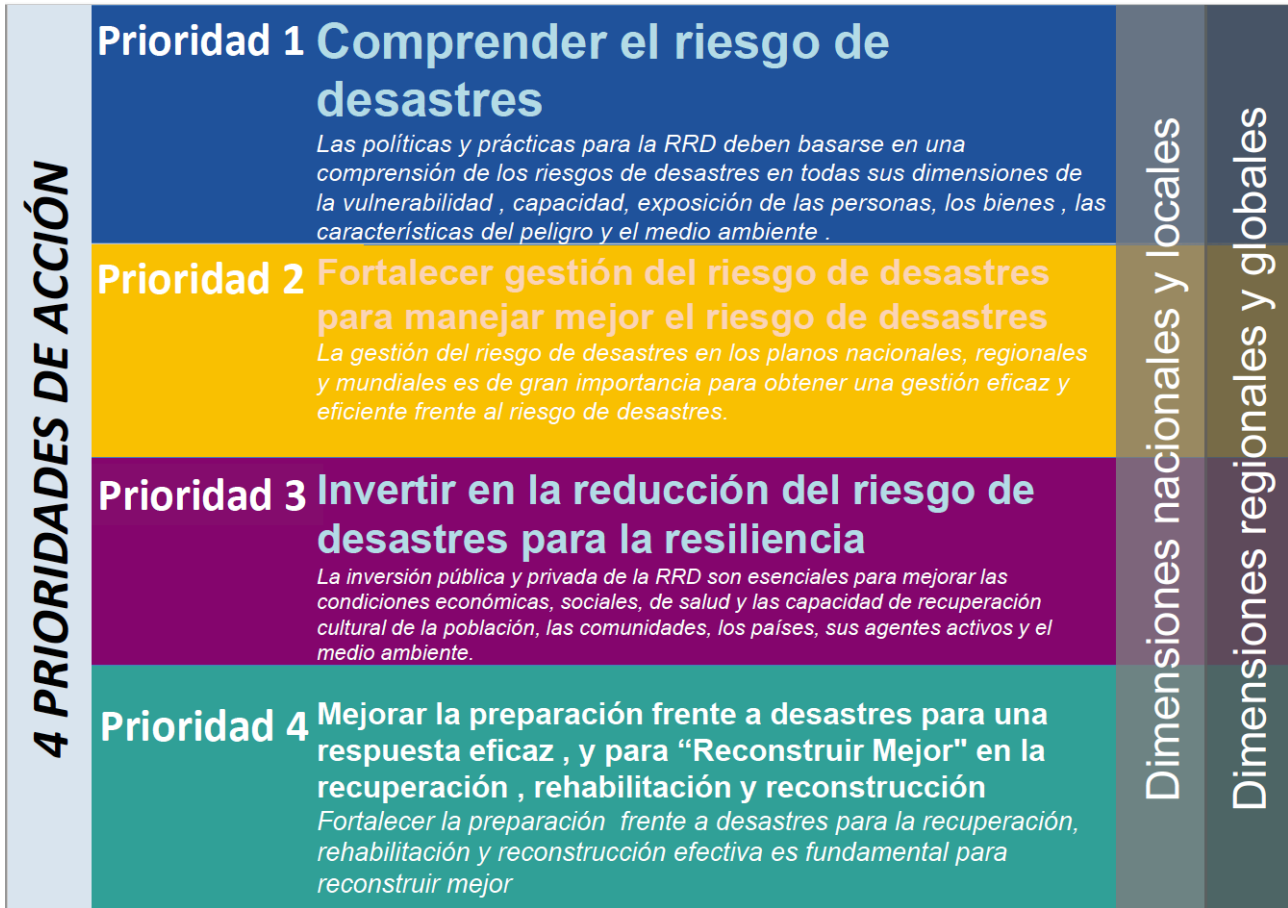 4 PRIORIDADES DE ACCIÓN
Prioridad 1
Comprender el riesgo de
desastres
Las políticas y prácticas para la RRD deben basarse en una
comprensión de los riesgos de desastres en todas sus dimensiones de
la vulnerabilidad , capacidad, exposición de las personas, los bienes , las
características del peligro y el medio ambiente .
Prioridad 2
Fortalecer gestión del riesgo de desastres
para manejar mejor el riesgo de desastres
La gestión del riesgo de desastres en los planos nacionales, regionales
y mundiales es de gran importancia para obtener una gestión eficaz y
eficiente frente al riesgo de desastres.
Prioridad 3
Invertir en la reducción del riesgo de
desastres para la resiliencia
La inversión pública y privada de la RRD son esenciales para mejorar las
condiciones económicas, sociales, de salud y las capacidad de recuperación
cultural de la población, las comunidades, los países, sus agentes activos y el
medio ambiente.
Prioridad 4
Mejorar la preparación frente a desastres para una
respuesta eficaz , y para “Reconstruir Mejor" en la
recuperación , rehabilitación y reconstrucción
Fortalecer la preparación  frente a desastres para la recuperación,
rehabilitación y reconstrucción efectiva es fundamental para
reconstruir mejor
Dimensiones nacionales y locales
Dimensiones regionales y globales